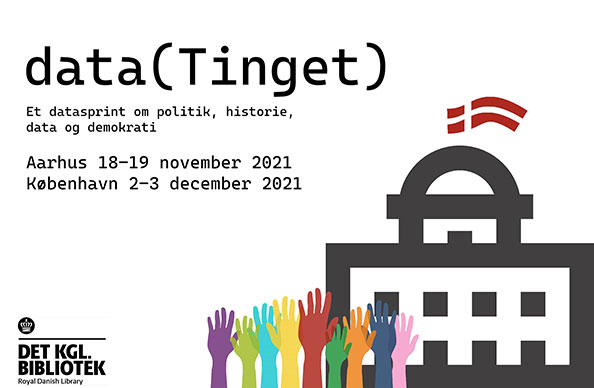 data(Tinget)
Et datasprint om politik, historie,
data og demokrati
Aarhus 18–19 november 2021
København 2–3 december 2021
DET KGL.
BIBLIOTEK
Royal Danish Library